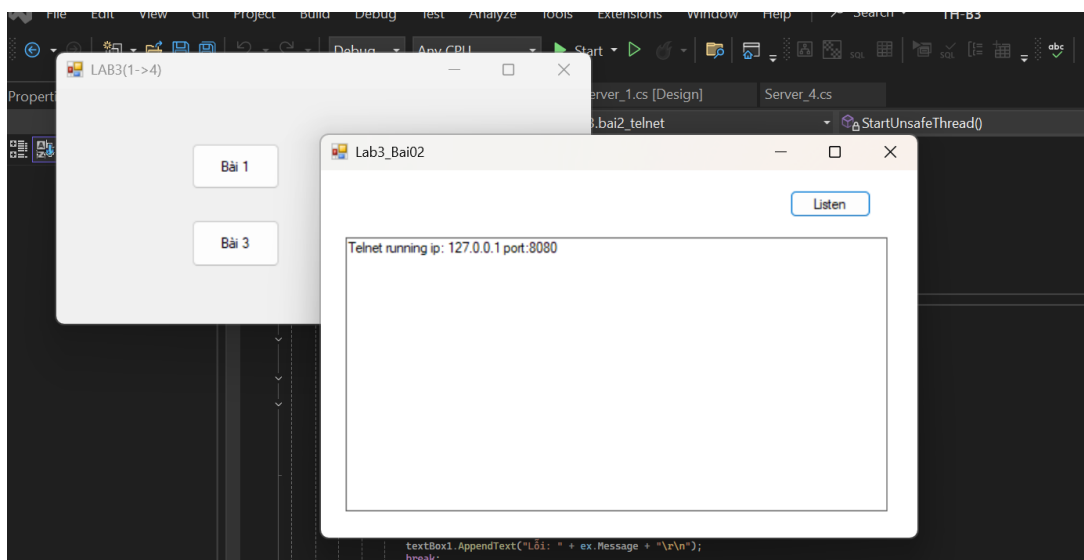 File Edit View Git Project Build Debug Test Analyze Tools Extensions Window Help Search TH-B3
Debug Any CPU Start
LAB3(1->4)
Properti
erver_1.cs [Design] Server_4.cs
.bai2_telnet StartUnsafeThread()
Bài 1
Bài 3
Lab3_Bai02
Listen
Telnet running ip: 127.0.0.1 port:8080
textBox1.AppendText("Lỗi: " + ex.Message + "\r\n");
break;